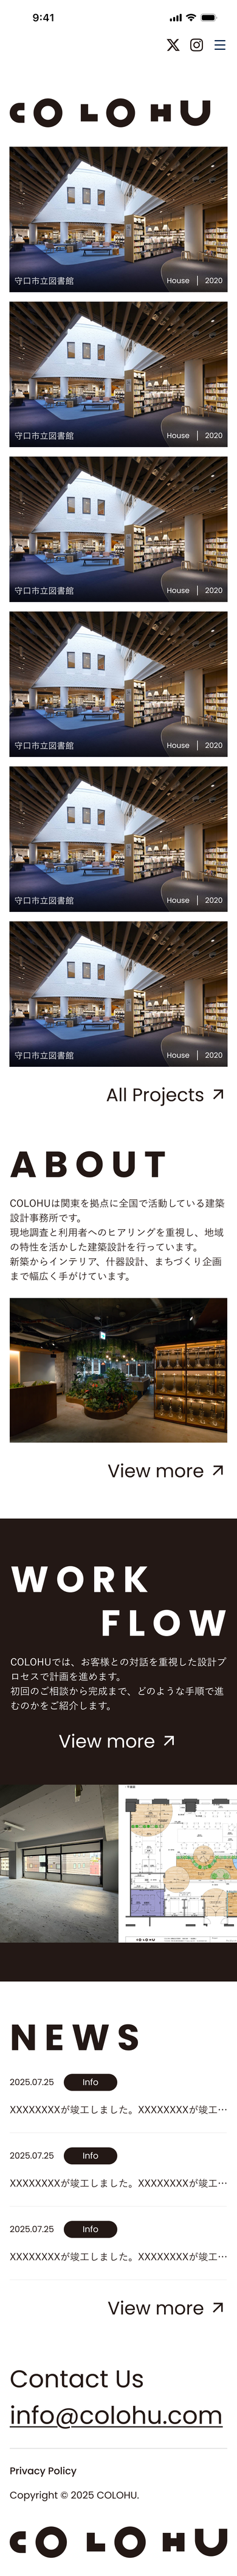 9:41
COLOHU
守口市立図書館
House | 2020
守口市立図書館
House | 2020
守口市立図書館
House | 2020
守口市立図書館
House | 2020
守口市立図書館
House | 2020
守口市立図書館
House | 2020
All Projects
ABOUT
COLOHUは関東を拠点に全国で活動している建築
設計事務所です。
現地調査と利用者へのヒアリングを重視し、地域
の特性を活かした建築設計を行っています。
新築からインテリア、什器設計、まちづくり企画
まで幅広く手がけています。
View more
WORK
FLOW
COLOHUでは、お客様との対話を重視した設計プ
ロセスで計画を進めます。
初回のご相談から完成まで、どのような手順で進
むのかをご紹介します。
View more
COLOHU
NEWS
2025.07.25 Info
XXXXXXXXが竣工しました。XXXXXXXXが竣工…
2025.07.25 Info
XXXXXXXXが竣工しました。XXXXXXXXが竣工…
2025.07.25 Info
XXXXXXXXが竣工しました。XXXXXXXXが竣工…
View more
Contact Us
info@colohu.com
Privacy Policy
Copyright © 2025 COLOHU.
COLOHU